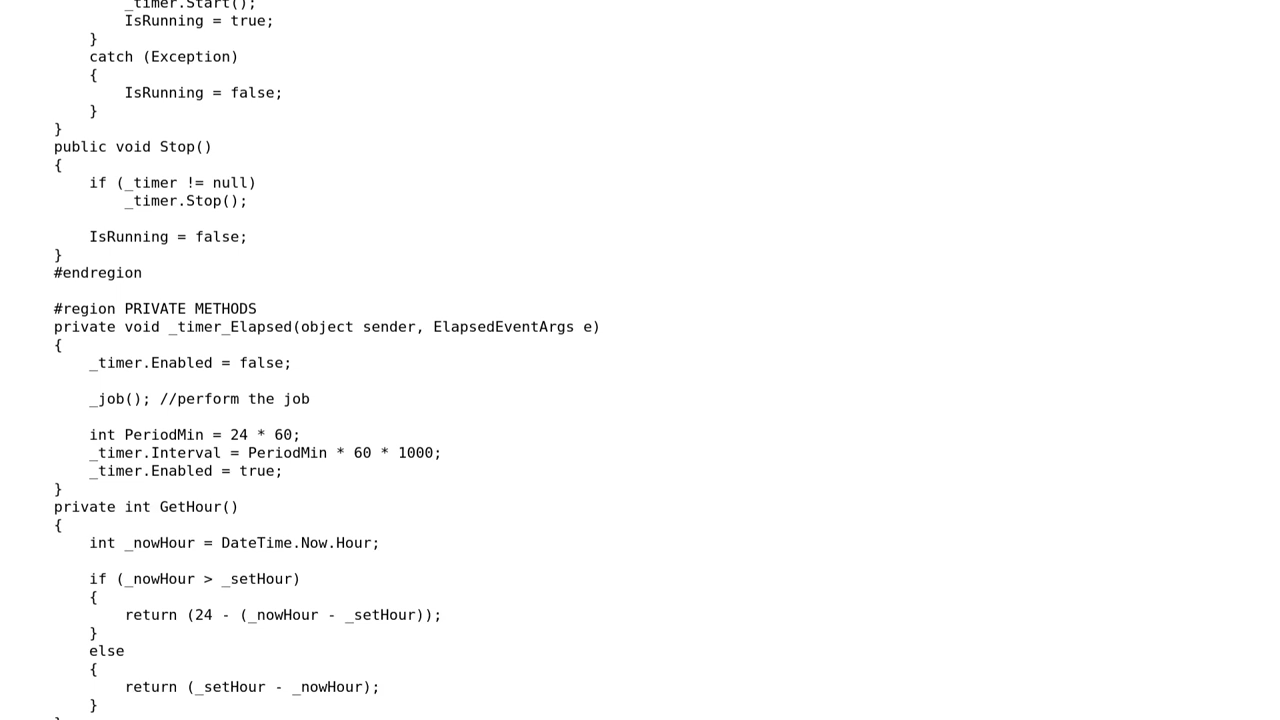 _timer.Start();
IsRunning = true;
}
catch (Exception)
{
IsRunning = false;
}
}
public void Stop()
{
if (_timer != null)
_timer.Stop();
IsRunning = false;
}
#endregion
#region PRIVATE METHODS
private void _timer_Elapsed(object sender, ElapsedEventArgs e)
{
_timer.Enabled = false;
_job(); //perform the job
int PeriodMin = 24 * 60;
_timer.Interval = PeriodMin * 60 * 1000;
_timer.Enabled = true;
}
private int GetHour()
{
int _nowHour = DateTime.Now.Hour;
if (_nowHour > _setHour)
{
return (24 - (_nowHour - _setHour));
}
else
{
return (_setHour - _nowHour);
}
}